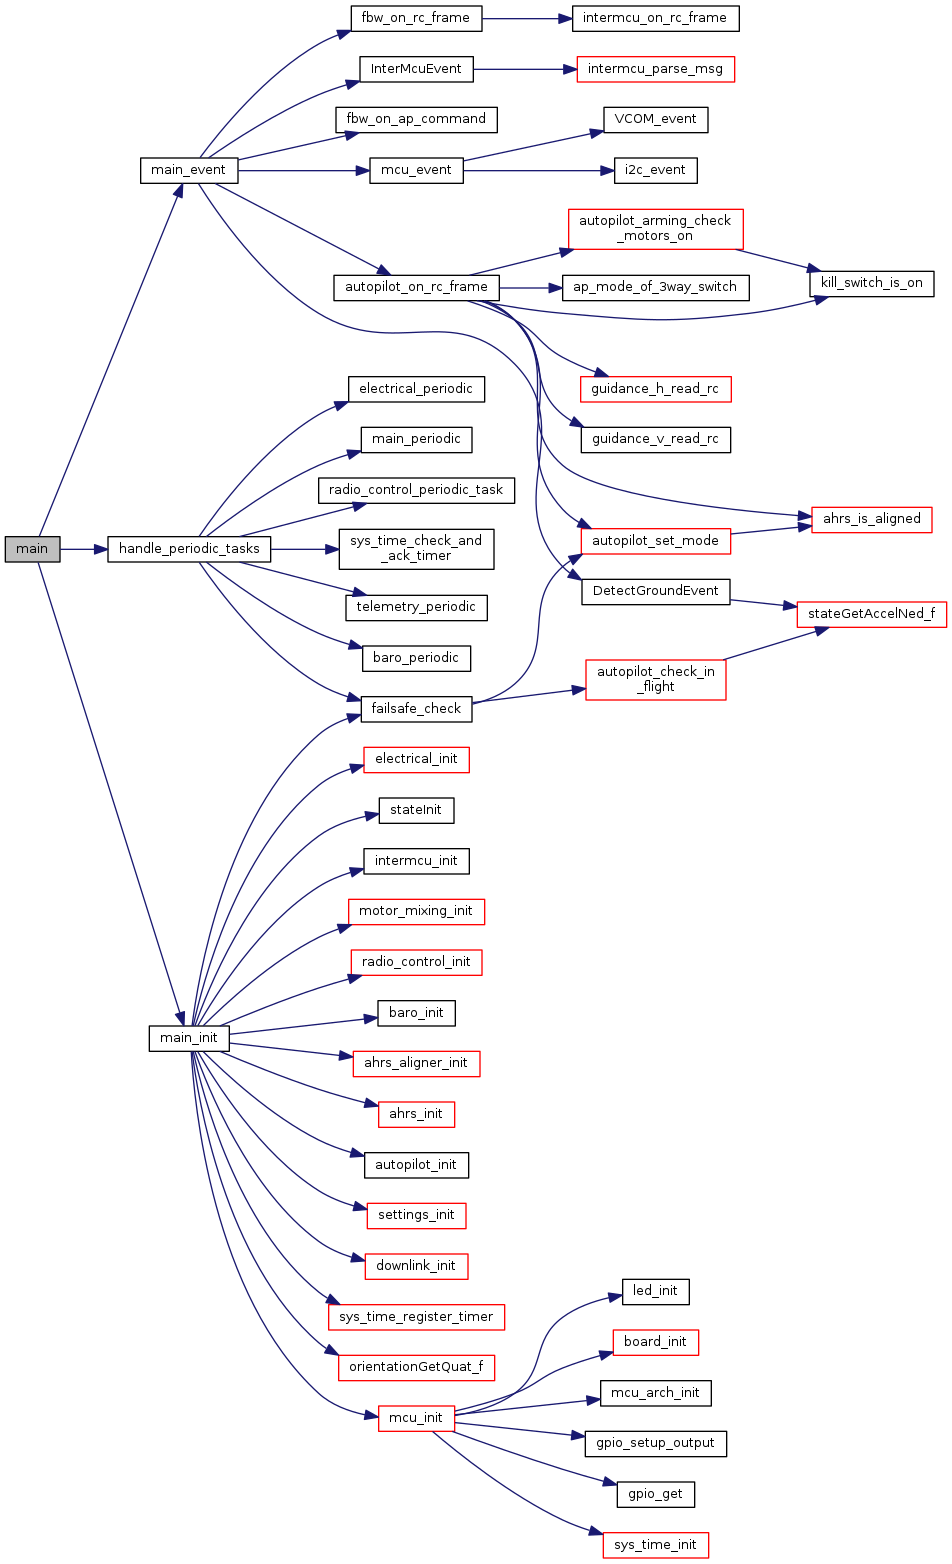 fbw_on_rc_frame
intermcu_on_rc_frame
InterMcuEvent
intermcu_parse_msg
fbw_on_ap_command
VCOM_event
main_event
mcu_event
i2c_event
autopilot_arming_check
_motors_on
autopilot_on_rc_frame
ap_mode_of_3way_switch
kill_switch_is_on
electrical_periodic
guidance_h_read_rc
main_periodic
guidance_v_read_rc
radio_control_periodic_task
ahrs_is_aligned
main
handle_periodic_tasks
sys_time_check_and
_ack_timer
autopilot_set_mode
telemetry_periodic
DetectGroundEvent
stateGetAccelNed_f
baro_periodic
autopilot_check_in
_flight
failsafe_check
electrical_init
stateInit
intermcu_init
motor_mixing_init
radio_control_init
baro_init
main_init
ahrs_aligner_init
ahrs_init
autopilot_init
settings_init
downlink_init
led_init
sys_time_register_timer
board_init
orientationGetQuat_f
mcu_arch_init
mcu_init
gpio_setup_output
gpio_get
sys_time_init